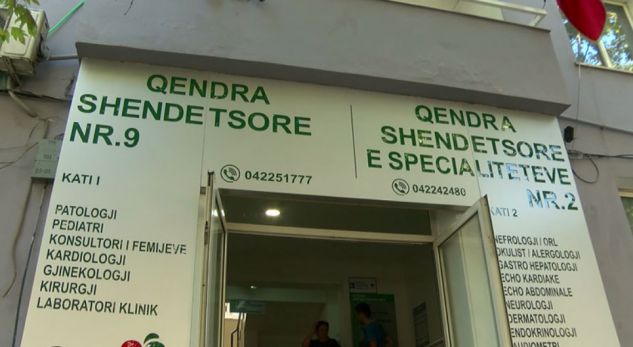 QENDRA
SHENDETSORE
NR.9
042251777
KATI I
PATOLOGJI
PEDIATRI
KONSULTORI I FEMIJEVE
KARDIOLOGJI
GJINEKOLOGJI
KIRURGJI
LABORATORI KLINIK
QENDRA
SHENDETSORE
E SPECIALITETEVE
NR.2
042242480
KATI 2
NEFROLOGJI / ORL
OKULIST / ALERGOLOGJI
GASTRO HEPATOLOGJI
ECHO KARDIAKE
ECHO ABDOMINALE
NEUROLOGJI
DERMATOLOGJI
ENDOKRINOLOGJI
AUDIOMETRI